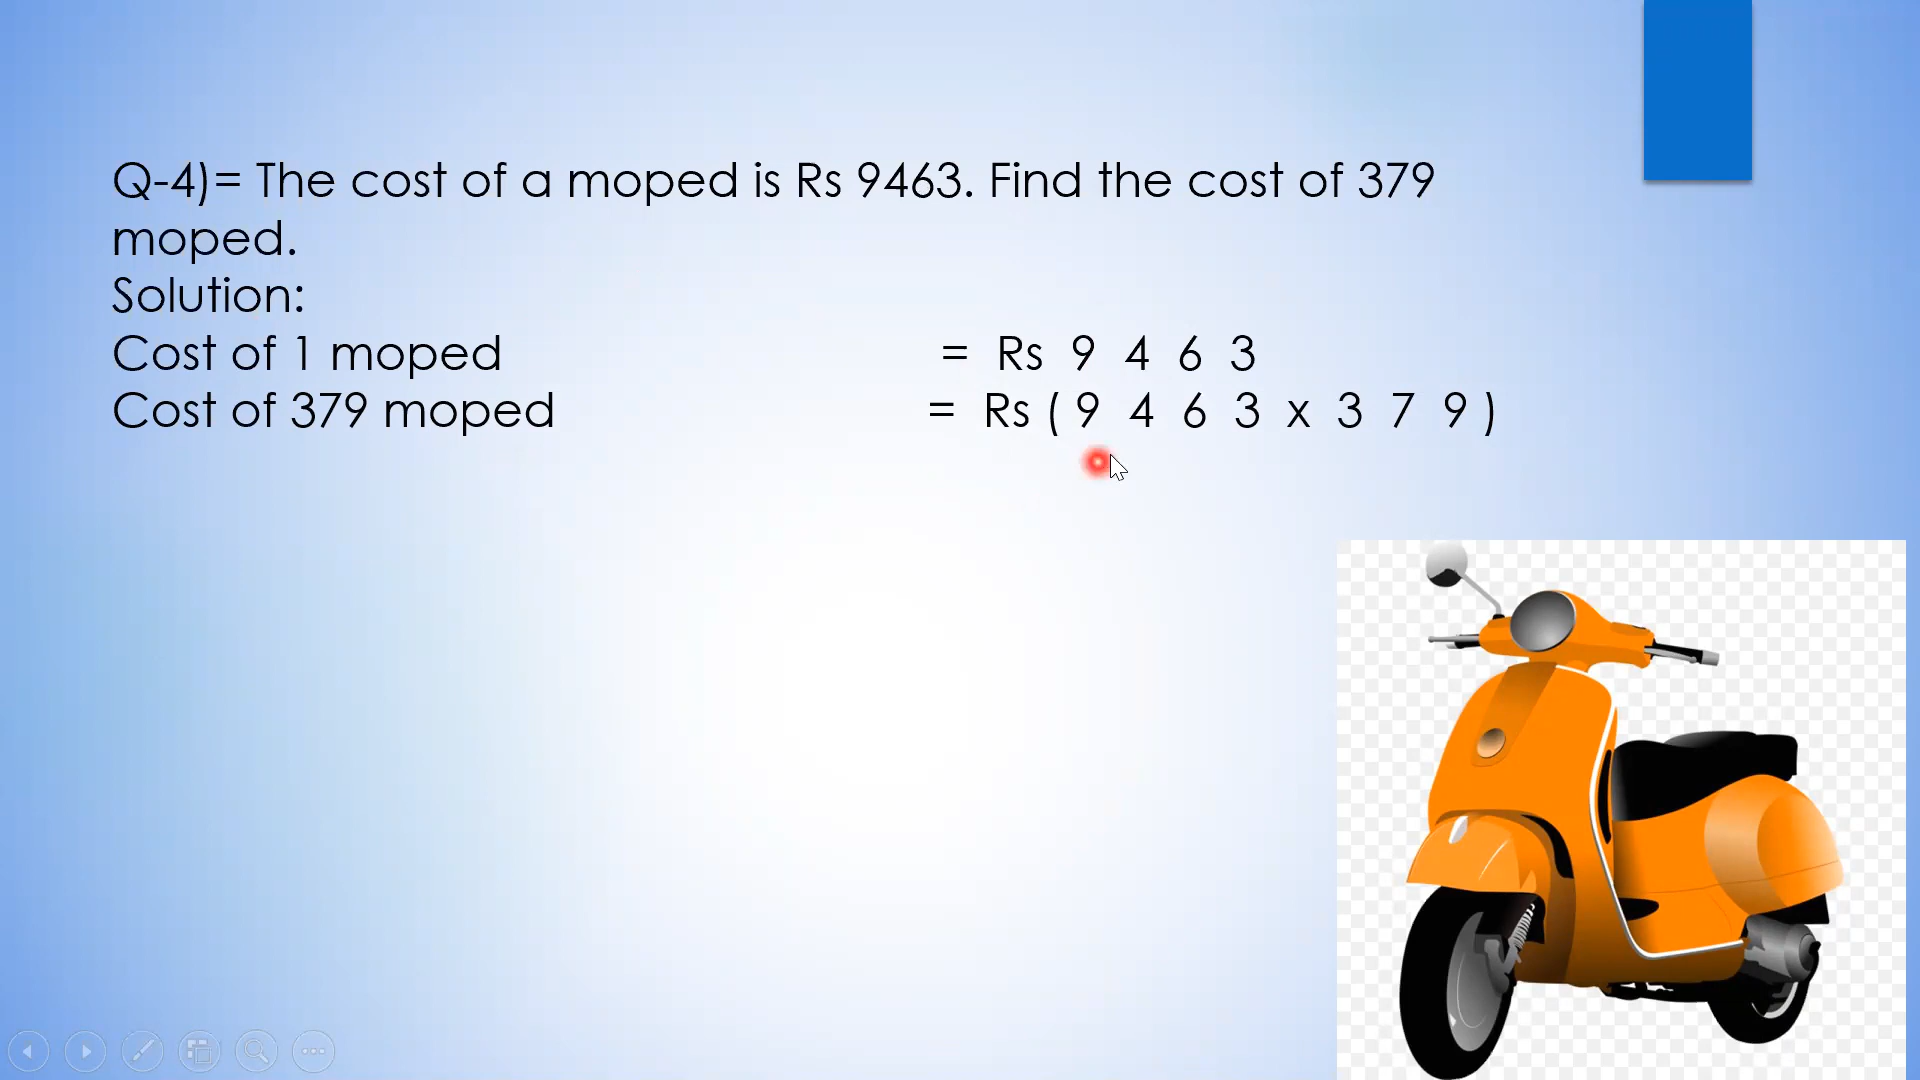 Q-4)= The cost of a moped is Rs 9463. Find the cost of 379
moped.
Solution:
Cost of 1 moped = Rs 9 4 6 3
Cost of 379 moped = Rs ( 9 4 6 3 x 3 7 9 )